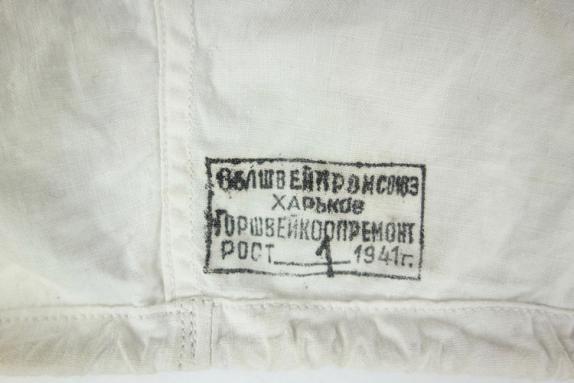 ОБЛШВЕЙПРОМСОЮЗ
ХАРЬКОВ
ГОРШВЕЙКООПРЕМОНТ
РОСТ 1 1941г.